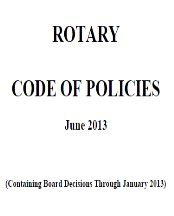 ROTARY
CODE OF POLICIES
June 2013
(Containing Board Decisions Through January 2013)